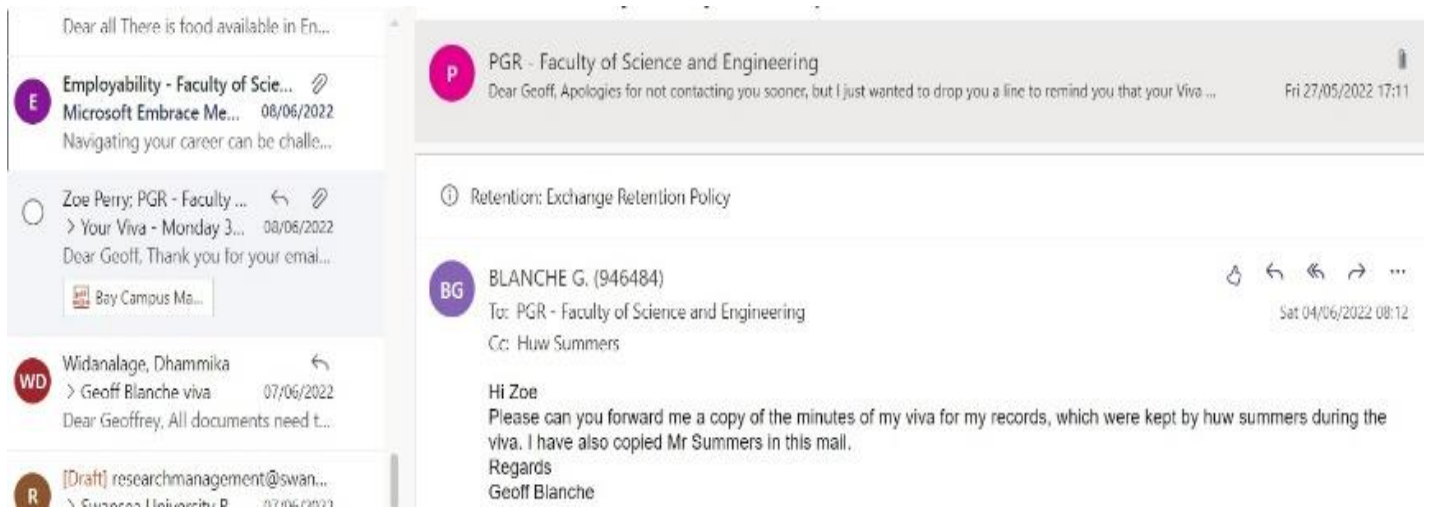 Dear all There is food available in En...
E
Employability - Faculty of Scie...
Microsoft Embrace Me... 08/06/2022
Navigating your career can be challe...
Zoe Perry; PGR - Faculty ...
> Your Viva - Monday 3... 08/06/2022
Dear Geoff, Thank you for your emai...
Bay Campus Ma...
WD
Widanalage, Dhammika
> Geoff Blanche viva 07/06/2022
Dear Geoffrey, All documents need t...
R
[Draft] researchmanagement@swan...
> Swansea University R... 07/06/2022
P
PGR - Faculty of Science and Engineering
Dear Geoff, Apologies for not contacting you sooner, but I just wanted to drop you a line to remind you that your Viva ... Fri 27/05/2022 17:11
Retention: Exchange Retention Policy
BG
BLANCHE G. (946484)
To: PGR - Faculty of Science and Engineering Sat 04/06/2022 08:12
Cc: Huw Summers
Hi Zoe
Please can you forward me a copy of the minutes of my viva for my records, which were kept by huw summers during the
viva. I have also copied Mr Summers in this mail.
Regards
Geoff Blanche